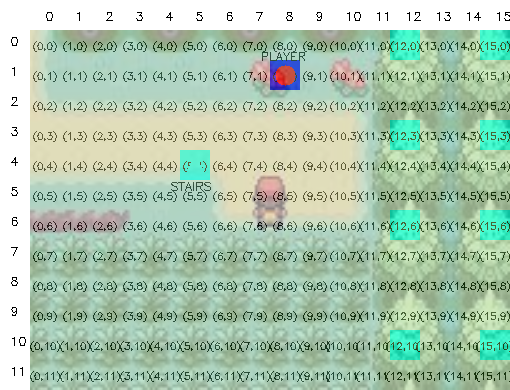 0 1 2 3 4 5 6 7 8 9 10 11 12 13 14 15
0 (0,0) (1,0) (2,0) (3,0) (4,0) (5,0) (6,0) (7,0) (8,0) (9,0) (10,0) (11,0) (12,0) (13,0) (14,0) (15,0)
PLAYER
1 (0,1) (1,1) (2,1) (3,1) (4,1) (5,1) (6,1) (7,1) (9,1) (10,1) (11,1) (12,1) (13,1) (14,1) (15,1)
2 (0,2) (1,2) (2,2) (3,2) (4,2) (5,2) (6,2) (7,2) (8,2) (9,2) (10,2) (11,2) (12,2) (13,2) (14,2) (15,2)
3 (0,3) (1,3) (2,3) (3,3) (4,3) (5,3) (6,3) (7,3) (8,3) (9,3) (10,3) (11,3) (12,3) (13,3) (14,3) (15,3)
4 (0,4) (1,4) (2,4) (3,4) (4,4) (6,4) (7,4) (8,4) (9,4) (10,4) (11,4) (12,4) (13,4) (14,4) (15,4)
STAIRS
5 (0,5) (1,5) (2,5) (3,5) (4,5) (5,5) (6,5) (7,5) (8,5) (9,5) (10,5) (11,5) (12,5) (13,5) (14,5) (15,5)
6 (0,6) (1,6) (2,6) (3,6) (4,6) (5,6) (6,6) (7,6) (8,6) (9,6) (10,6) (11,6) (12,6) (13,6) (14,6) (15,6)
7 (0,7) (1,7) (2,7) (3,7) (4,7) (5,7) (6,7) (7,7) (8,7) (9,7) (10,7) (11,7) (12,7) (13,7) (14,7) (15,7)
8 (0,8) (1,8) (2,8) (3,8) (4,8) (5,8) (6,8) (7,8) (8,8) (9,8) (10,8) (11,8) (12,8) (13,8) (14,8) (15,8)
9 (0,9) (1,9) (2,9) (3,9) (4,9) (5,9) (6,9) (7,9) (8,9) (9,9) (10,9) (11,9) (12,9) (13,9) (14,9) (15,9)
10 (0,10) (1,10) (2,10) (3,10) (4,10) (5,10) (6,10) (7,10) (8,10) (9,10) (10,10) (11,10) (12,10) (13,10) (14,10) (15,10)
11 (0,11) (1,11) (2,11) (3,11) (4,11) (5,11) (6,11) (7,11) (8,11) (9,11) (10,11) (11,11) (12,11) (13,11) (14,11) (15,11)